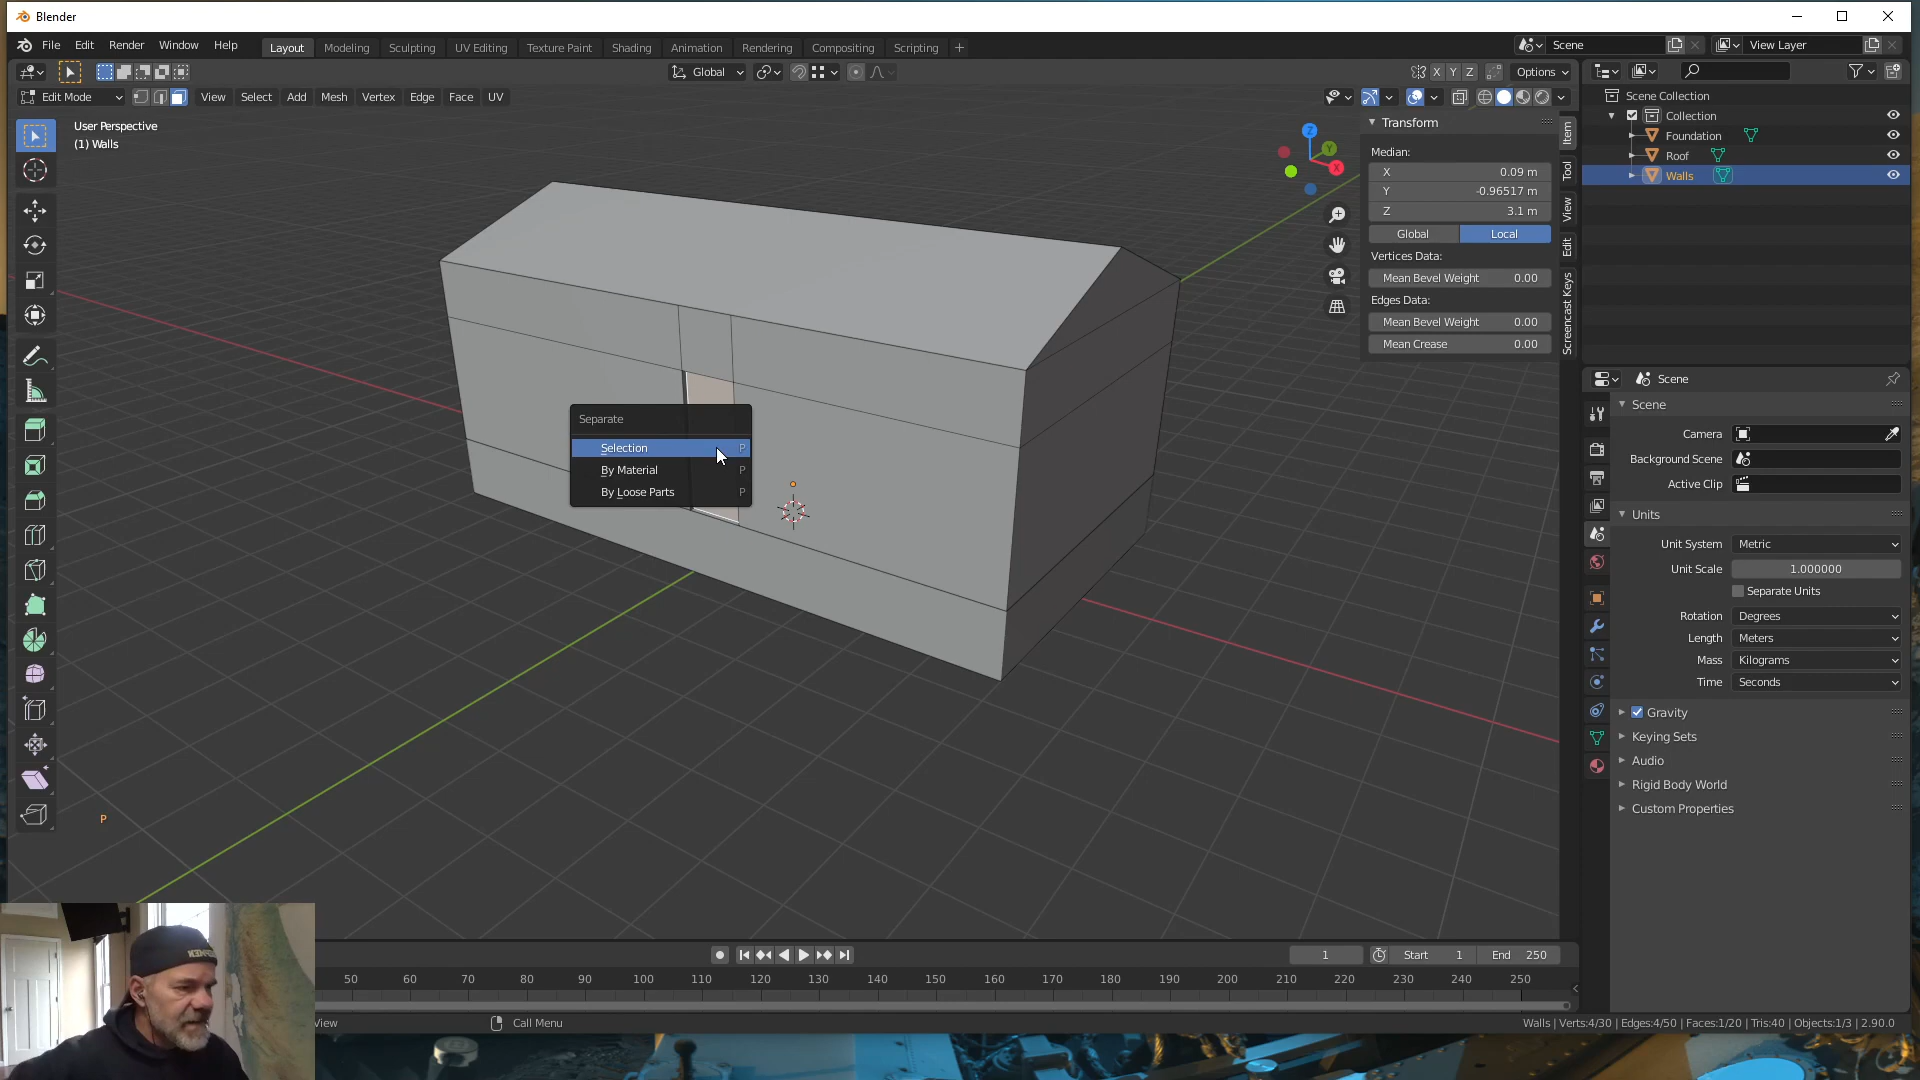 Blender
File Edit Render Window Help
Layout Modeling Sculpting UV Editing Texture Paint Shading Animation Rendering Compositing Scripting +
Scene
View Layer
Global
X Y Z
Options
Edit Mode
View Select Add Mesh Vertex Edge Face UV
User Perspective
(1) Walls
Z
Y
X
Transform
Median:
X 0.09 m
Y -0.96517 m
Z 3.1 m
Global Local
Vertices Data:
Mean Bevel Weight 0.00
Edges Data:
Mean Bevel Weight 0.00
Mean Crease 0.00
Item
Tool
View
Edit
Screencast Keys
Separate
Selection P
By Material P
By Loose Parts P
P
Scene Collection
Collection
Foundation
Roof
Walls
Scene
Scene
Camera
Background Scene
Active Clip
Units
Unit System Metric
Unit Scale 1.000000
Separate Units
Rotation Degrees
Length Meters
Mass Kilograms
Time Seconds
Gravity
Keying Sets
Audio
Rigid Body World
Custom Properties
1
Start 1
End 250
50 60 70 80 90 100 110 120 130 140 150 160 170 180 190 200 210 220 230 240 250
View
Call Menu
Walls | Verts:4/30 | Edges:4/50 | Faces:1/20 | Tris:40 | Objects:1/3 | 2.90.0